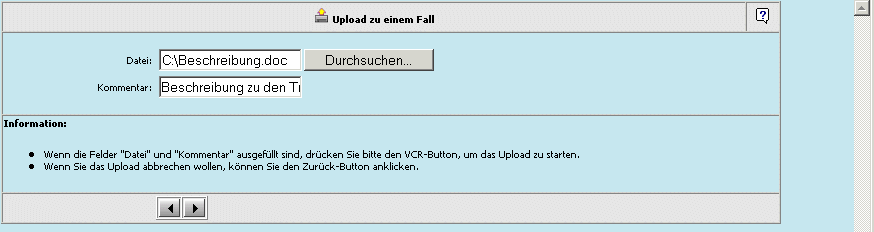 Upload zu einem Fall
?
Datei: C:\Beschreibung.doc Durchsuchen...
Kommentar: Beschreibung zu den
Information:
Wenn die Felder "Datei" und "Kommentar" ausgefüllt sind, drücken Sie bitte den VCR-Button, um das Upload zu starten.
Wenn Sie das Upload abbrechen wollen, können Sie den Zurück-Button anklicken.